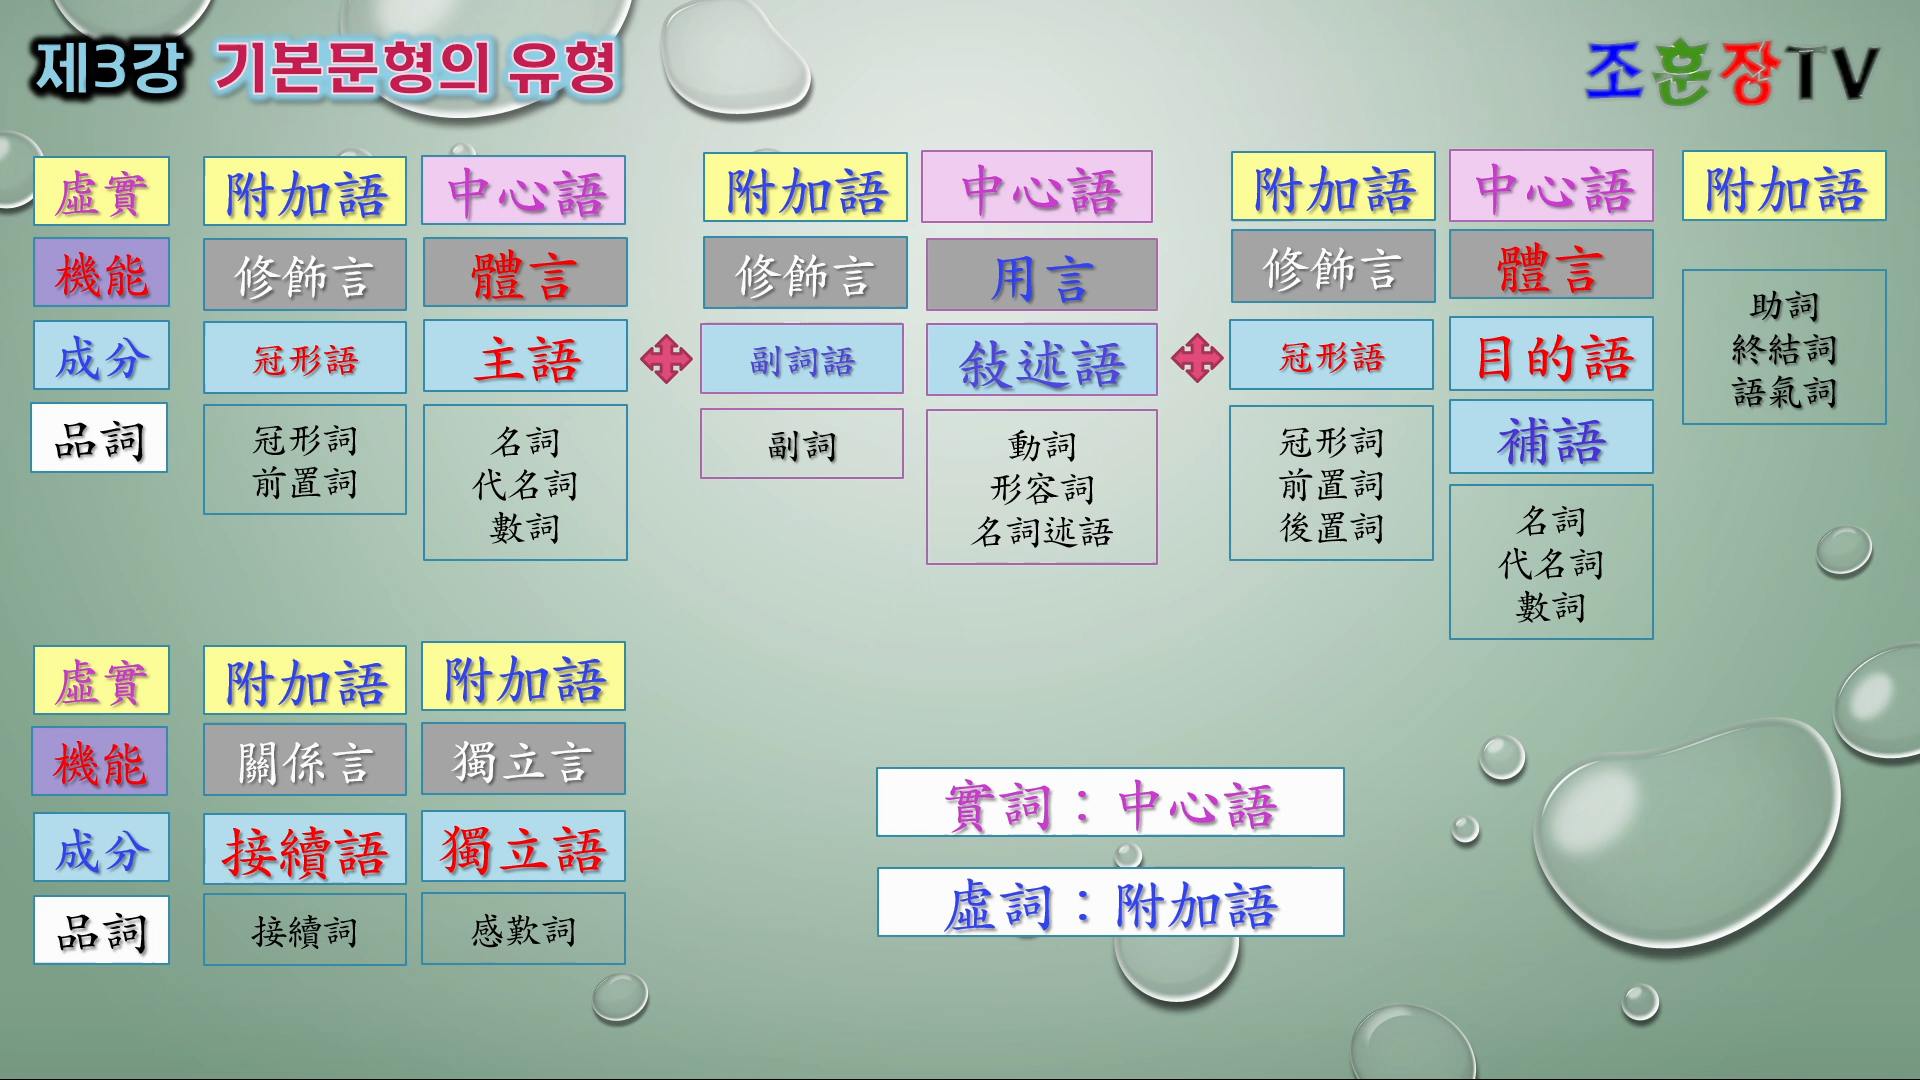 제3강 기본문형의 유형
조훈장TV
虛實 附加語 中心語 附加語 中心語 附加語 中心語 附加語
機能 修飾言 體言 修飾言 用言 修飾言 體言
成分 冠形語 主語 副詞語 敍述語 冠形語 目的語
補語
品詞
冠形詞
前置詞
名詞
代名詞
數詞
副詞
動詞
形容詞
名詞述語
冠形詞
前置詞
後置詞
名詞
代名詞
數詞
助詞
終結詞
語氣詞
虛實 附加語 附加語
機能 關係言 獨立言
成分 接續語 獨立語
品詞 接續詞 感歎詞
實詞：中心語
虛詞：附加語